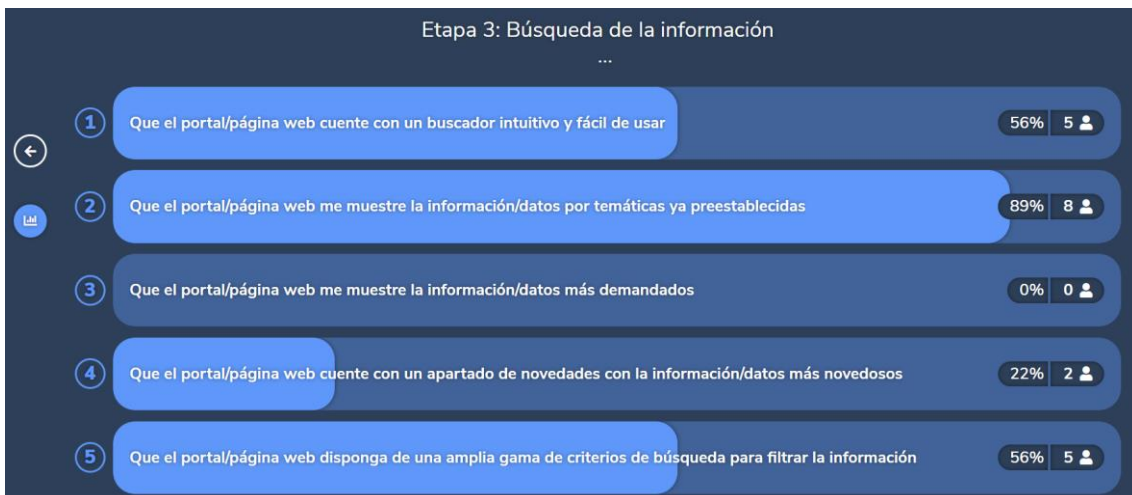 Etapa 3: Búsqueda de la información
...
1 Que el portal/página web cuente con un buscador intuitivo y fácil de usar 56% 5
2 Que el portal/página web me muestre la información/datos por temáticas ya preestablecidas 89% 8
3 Que el portal/página web me muestre la información/datos más demandados 0% 0
4 Que el portal/página web cuente con un apartado de novedades con la información/datos más novedosos 22% 2
5 Que el portal/página web disponga de una amplia gama de criterios de búsqueda para filtrar la información 56% 5